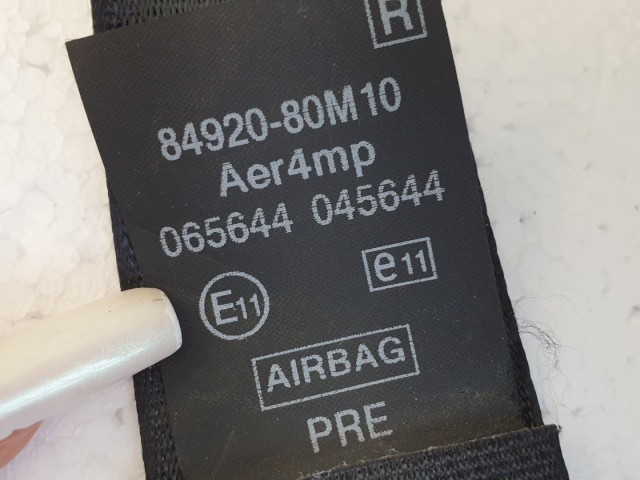 R
84920-80M10
Aer4mp
065644 045644
E11 e11
AIRBAG
PRE